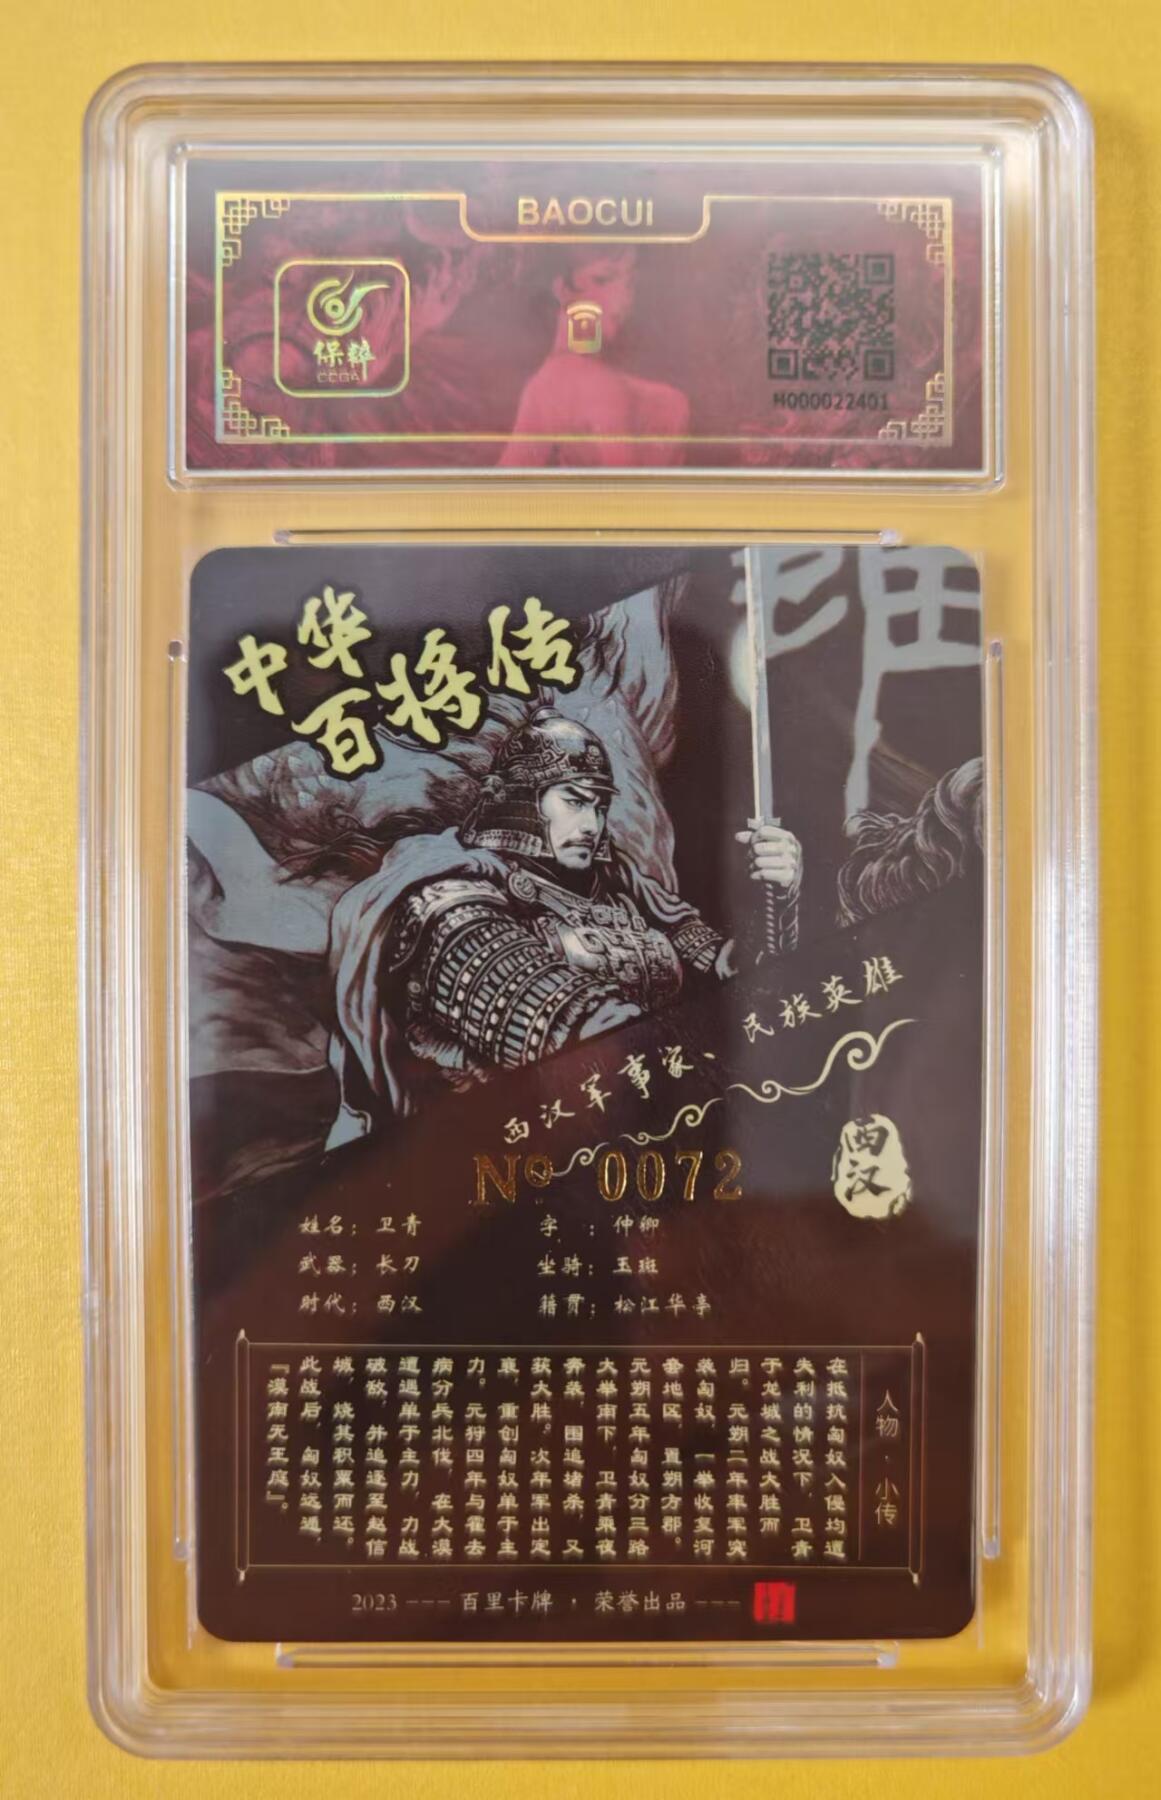 BAOCUI
保粹
CCGA
H000022401
中华
百将传
西汉军事家、民族英雄
西汉
№ 0072
姓名：卫青
字：仲卿
武器：长刀
坐骑：玉斑
时代：西汉
籍贯：松江华亭
人物·小传
在抵抗匈奴入侵均遭
失利的情况下，卫青
于龙城之战大胜而
归。元朔二年率军突
袭匈奴，一举收复河
套地区，置朔方郡。
元朔五年匈奴分三路
大举南下，卫青乘夜
奔袭，围追堵杀，又
获大胜。次年军出定
襄，重创匈奴单于主
力。元狩四年与霍去
病分兵北伐，在大漠
遭遇单于主力，力战
破敌，并追逐至赵信
城，烧其积粟而还。
此战后，匈奴远遁，
『漠南无王庭』。
2023 --- 百里卡牌，荣誉出品 ---